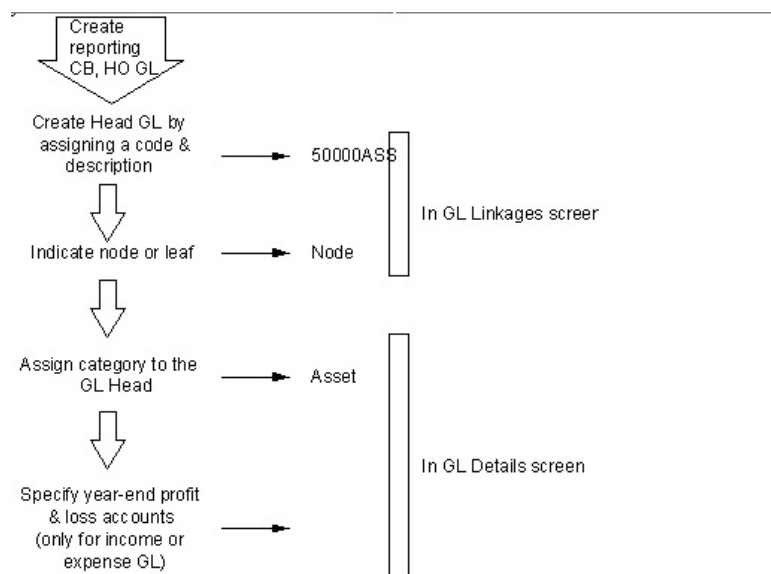 Create
reporting
CB, HO GL
Create Head GL by
assigning a code &
description
50000ASS
In GL Linkages screer
Indicate node or leaf
Node
Assign category to the
GL Head
Asset
In GL Details screen
Specify year-end profit
& loss accounts
(only for income or
expense GL)